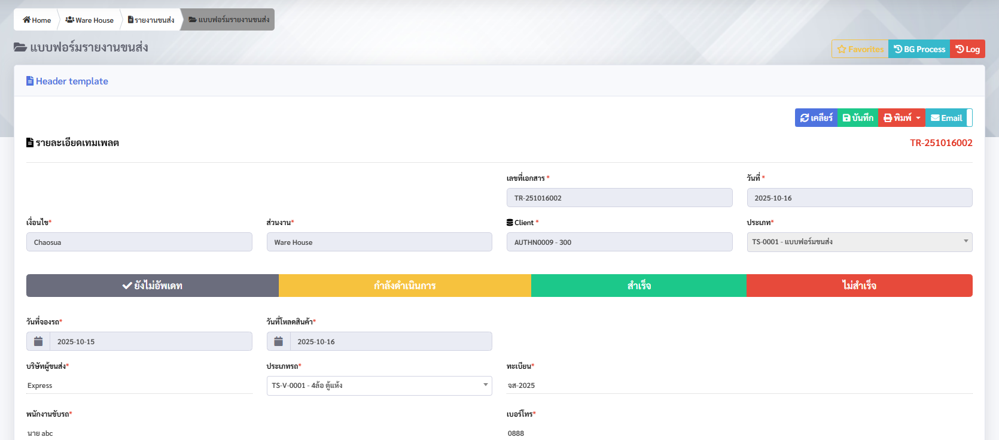 Home Ware House รายงานขนส่ง แบบฟอร์มรายงานขนส่ง
แบบฟอร์มรายงานขนส่ง
Favorites BG Process Log
Header template
เคลียร์ บันทึก พิมพ์ Email
รายละเอียดเทมเพลต TR-251016002
เลขที่เอกสาร * วันที่ *
TR-251016002 2025-10-16
เงื่อนไข* ส่วนงาน* Client * ประเภท*
Chaosua Ware House AUTHN0009 - 300 TS-0001 - แบบฟอร์มขนส่ง
ยังไม่อัพเดท กำลังดำเนินการ สำเร็จ ไม่สำเร็จ
วันที่จองรถ* วันที่โหลดสินค้า*
2025-10-15 2025-10-16
บริษัทผู้ขนส่ง* ประเภทรถ* ทะเบียน*
Express TS-V-0001 - 4ล้อ ตู้แห้ง จส-2025
พนักงานขับรถ* เบอร์โทร*
นาย abc 0888